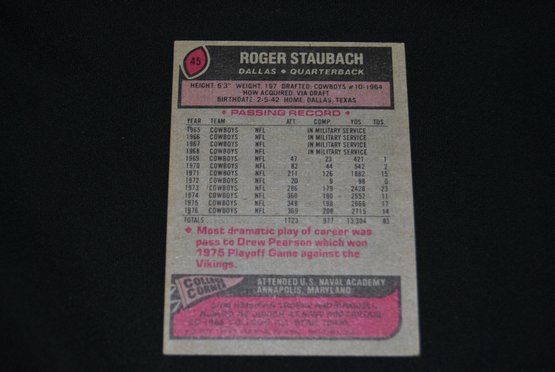 45
ROGER STAUBACH
DALLAS • QUARTERBACK
HEIGHT: 6'3" WEIGHT: 197 DRAFTED: COWBOYS #10-1964
HOW ACQUIRED: VIA DRAFT
BIRTHDATE: 2-5-42 HOME: DALLAS, TEXAS
• PASSING RECORD •
YEAR TEAM ATT. COMP. YDS TDS.
1965 COWBOYS NFL IN MILITARY SERVICE
1966 COWBOYS NFL IN MILITARY SERVICE
1967 COWBOYS NFL IN MILITARY SERVICE
1968 COWBOYS NFL IN MILITARY SERVICE
1969 COWBOYS NFL 47 23 421 1
1970 COWBOYS NFL 82 44 542 2
1971 COWBOYS NFL 211 126 1882 15
1972 COWBOYS NFL 20 9 98 0
1973 COWBOYS NFL 286 179 2428 23
1974 COWBOYS NFL 360 190 2552 11
1975 COWBOYS NFL 348 198 2666 17
1976 COWBOYS NFL 369 208 2715 14
TOTALS 1723 977 13,304 83
• Most dramatic play of career was
pass to Drew Pearson which won
1975 Playoff Game against the
Vikings.
COLLEGE
CORNER
ATTENDED U.S. NAVAL ACADEMY
ANNAPOLIS, MARYLAND